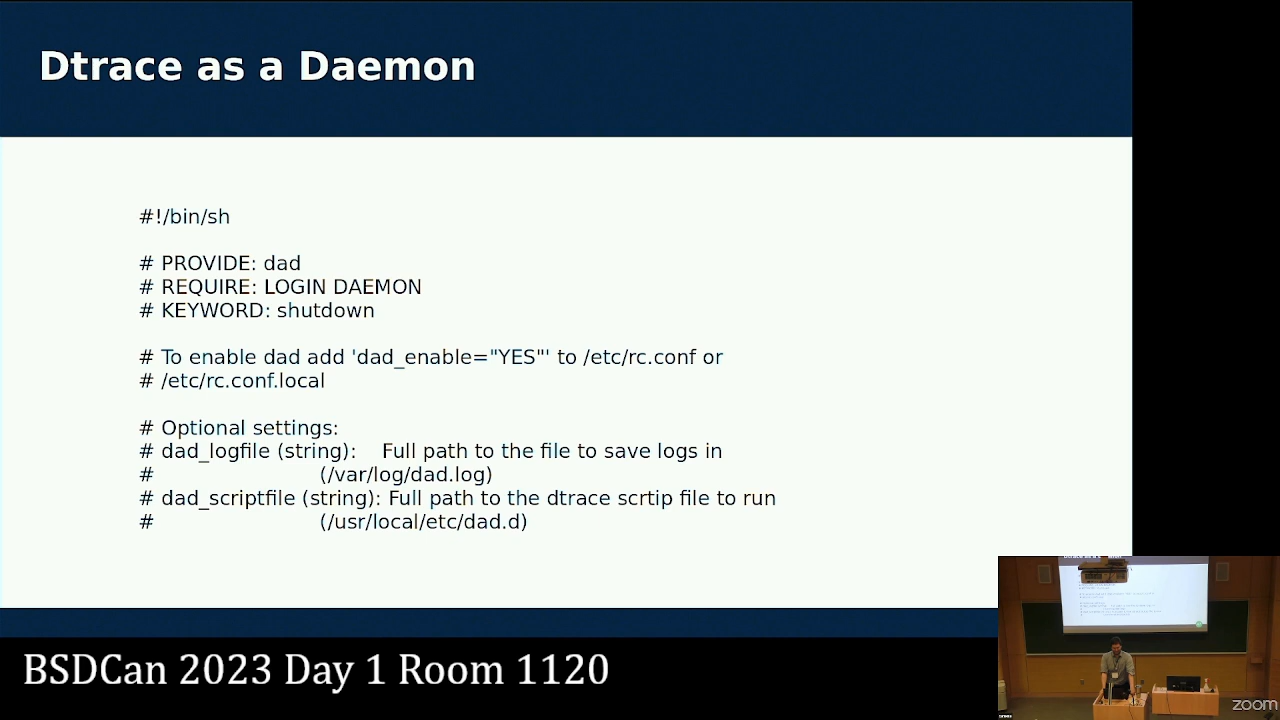 Dtrace as a Daemon
#!/bin/sh
# PROVIDE: dad
# REQUIRE: LOGIN DAEMON
# KEYWORD: shutdown
# To enable dad add 'dad_enable="YES"' to /etc/rc.conf or
# /etc/rc.conf.local
# Optional settings:
# dad_logfile (string): Full path to the file to save logs in
# (/var/log/dad.log)
# dad_scriptfile (string): Full path to the dtrace scrtip file to run
# (/usr/local/etc/dad.d)
BSDCan 2023 Day 1 Room 1120
zoom